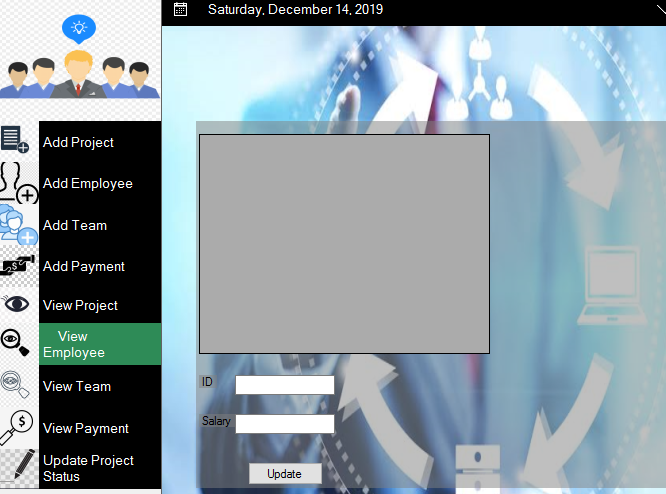 Saturday, December 14, 2019
Add Project
Add Employee
Add Team
Add Payment
View Project
View
Employee
View Team
View Payment
Update Project
Status
ID
Salary
Update
$
$